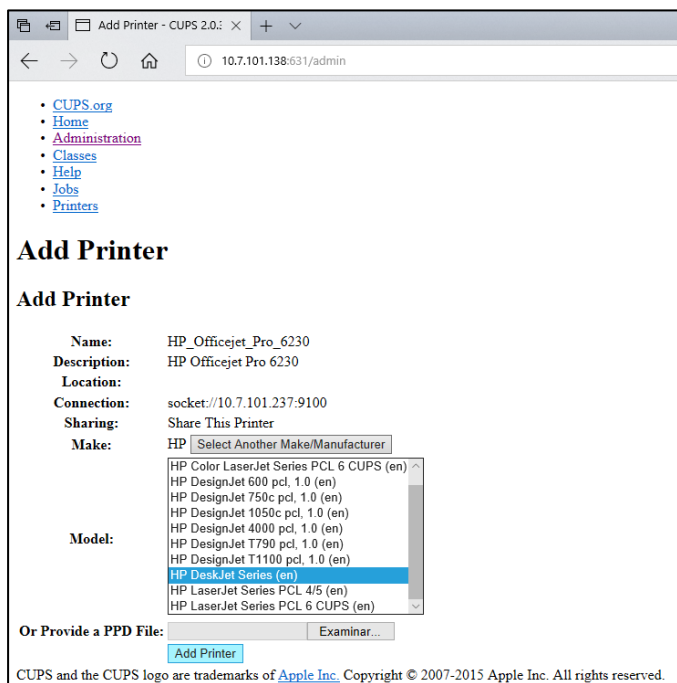 Add Printer - CUPS 2.0.:
10.7.101.138:631/admin
CUPS.org
Home
Administration
Classes
Help
Jobs
Printers
Add Printer
Add Printer
Name: HP_Officejet_Pro_6230
Description: HP Officejet Pro 6230
Location:
Connection: socket://10.7.101.237:9100
Sharing: Share This Printer
Make: HP Select Another Make/Manufacturer
HP Color LaserJet Series PCL 6 CUPS (en)
HP DesignJet 600 pcl, 1.0 (en)
HP DesignJet 750c pcl, 1.0 (en)
HP DesignJet 1050c pcl, 1.0 (en)
HP DesignJet 4000 pcl, 1.0 (en)
Model: HP DesignJet T790 pcl, 1.0 (en)
HP DesignJet T1100 pcl, 1.0 (en)
HP DeskJet Series (en)
HP LaserJet Series PCL 4/5 (en)
HP LaserJet Series PCL 6 CUPS (en)
Or Provide a PPD File: Examinar...
Add Printer
CUPS and the CUPS logo are trademarks of Apple Inc. Copyright © 2007-2015 Apple Inc. All rights reserved.